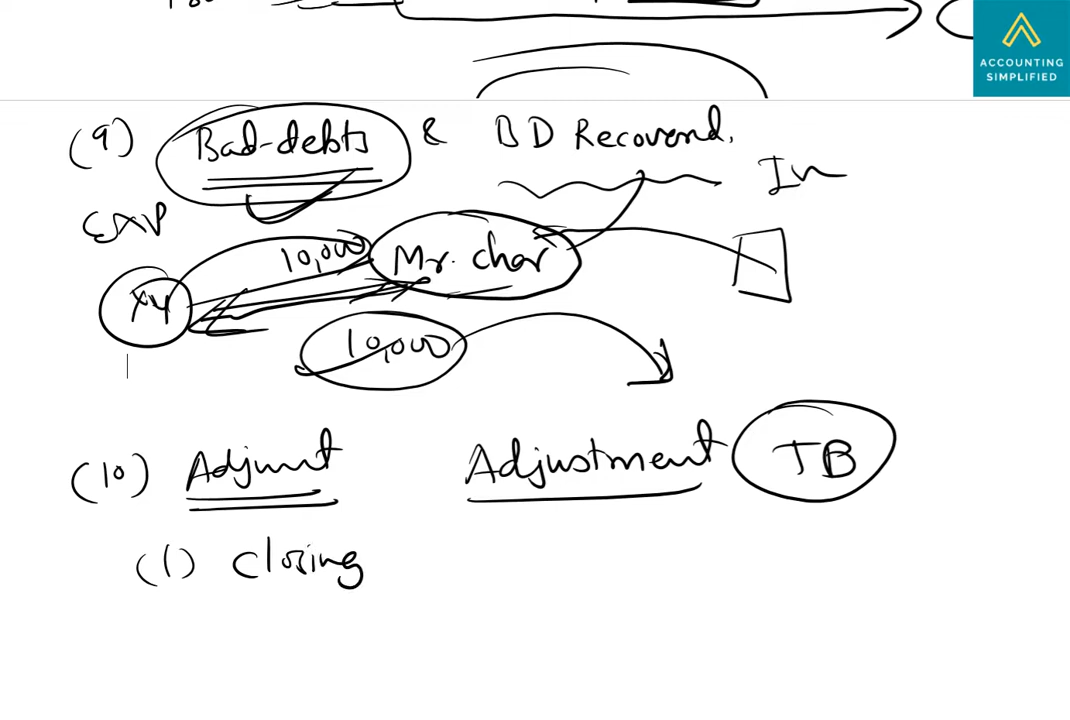 ACCOUNTING
SIMPLIFIED
(9) Bad-debts & BD Recoverd.
In
EXP
10,000 Mr. char
XY
10,000
(10) Adjust Adjustment TB
(1) Closing